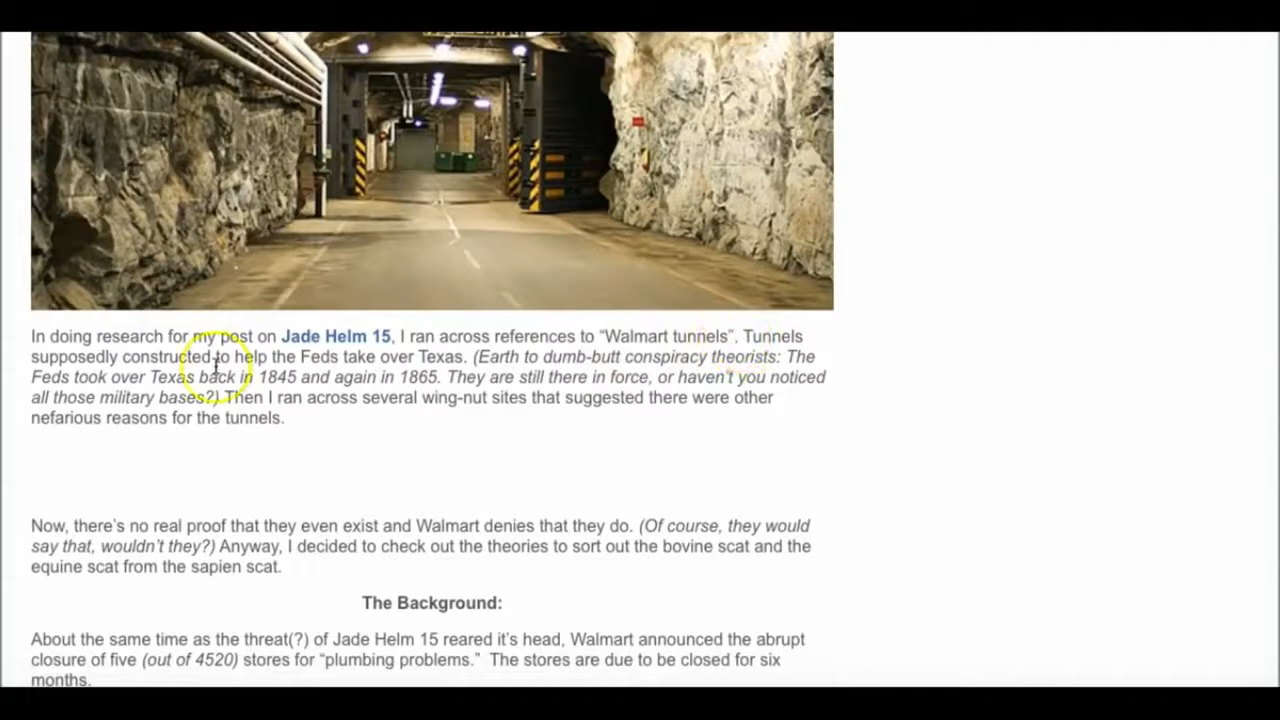 In doing research for my post on Jade Helm 15, I ran across references to “Walmart tunnels”. Tunnels
supposedly constructed to help the Feds take over Texas. (Earth to dumb-butt conspiracy theorists: The
Feds took over Texas back in 1845 and again in 1865. They are still there in force, or haven’t you noticed
all those military bases?) Then I ran across several wing-nut sites that suggested there were other
nefarious reasons for the tunnels.
Now, there’s no real proof that they even exist and Walmart denies that they do. (Of course, they would
say that, wouldn’t they?) Anyway, I decided to check out the theories to sort out the bovine scat and the
equine scat from the sapien scat.
The Background:
About the same time as the threat(?) of Jade Helm 15 reared it’s head, Walmart announced the abrupt
closure of five (out of 4520) stores for “plumbing problems.” The stores are due to be closed for six
months.